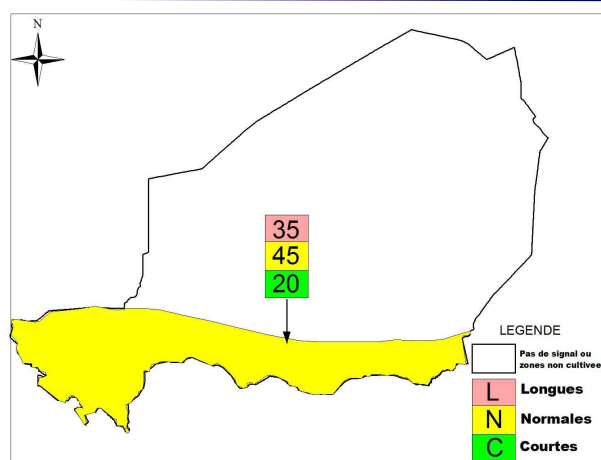 N
35
45
20
LEGENDE
Pas de signal ou
zones non cultivee
L Longues
N Normales
C Courtes